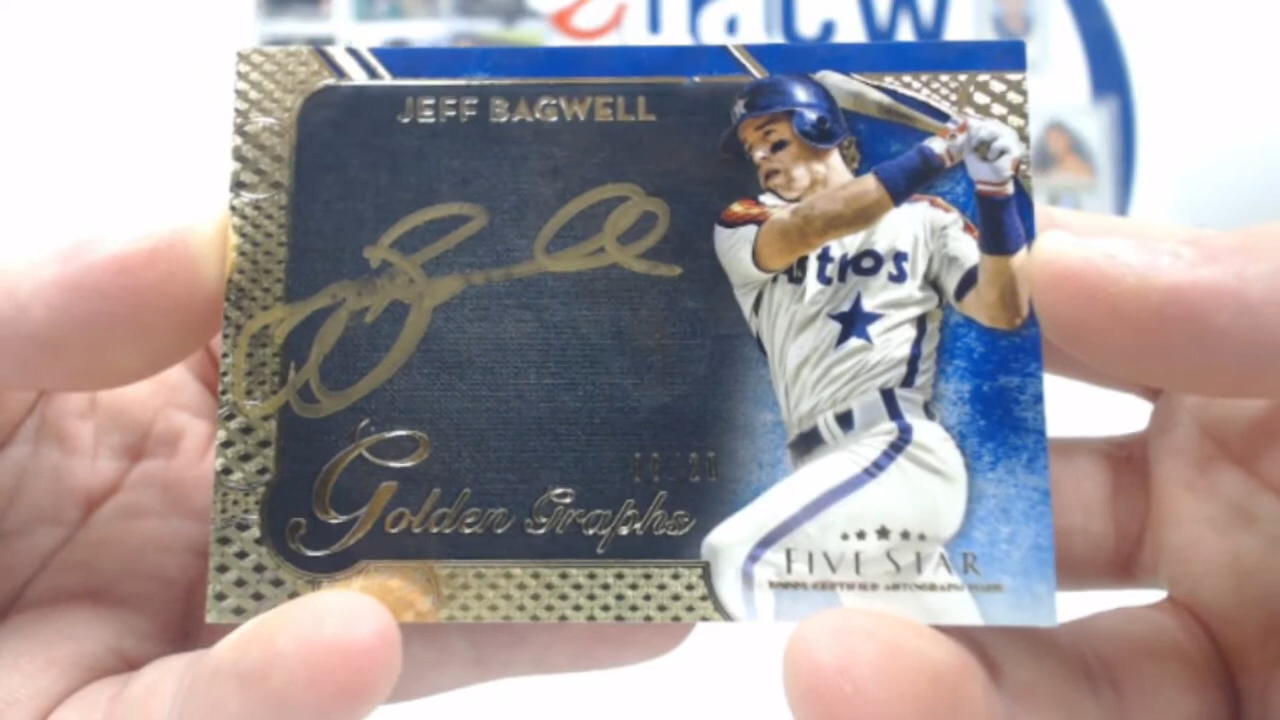 JEFF BAGWELL
Astros
Golden Graphs
FIVE STAR
TOPPS CERTIFIED AUTOGRAPH ISSUE